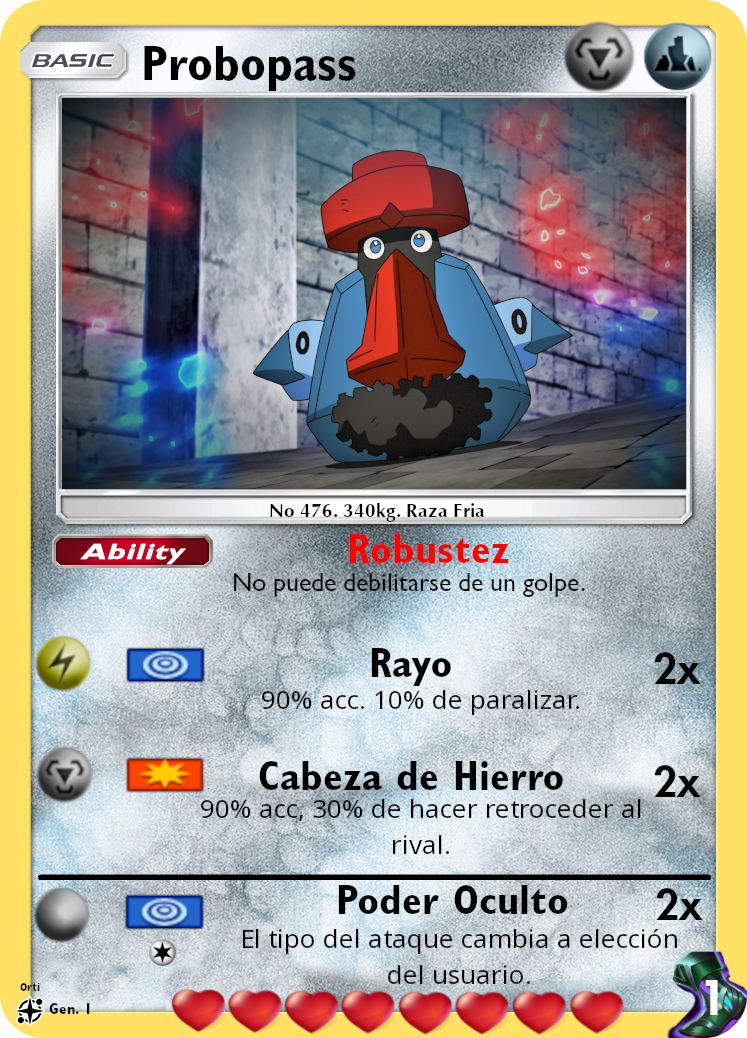 BASIC Probopass
No 476. 340kg. Raza Fria
Ability Robustez
No puede debilitarse de un golpe.
Rayo 2x
90% acc. 10% de paralizar.
Cabeza de Hierro 2x
90% acc, 30% de hacer retroceder al
rival.
Poder Oculto 2x
El tipo del ataque cambia a elección
del usuario.
Orti
Gen. I
1